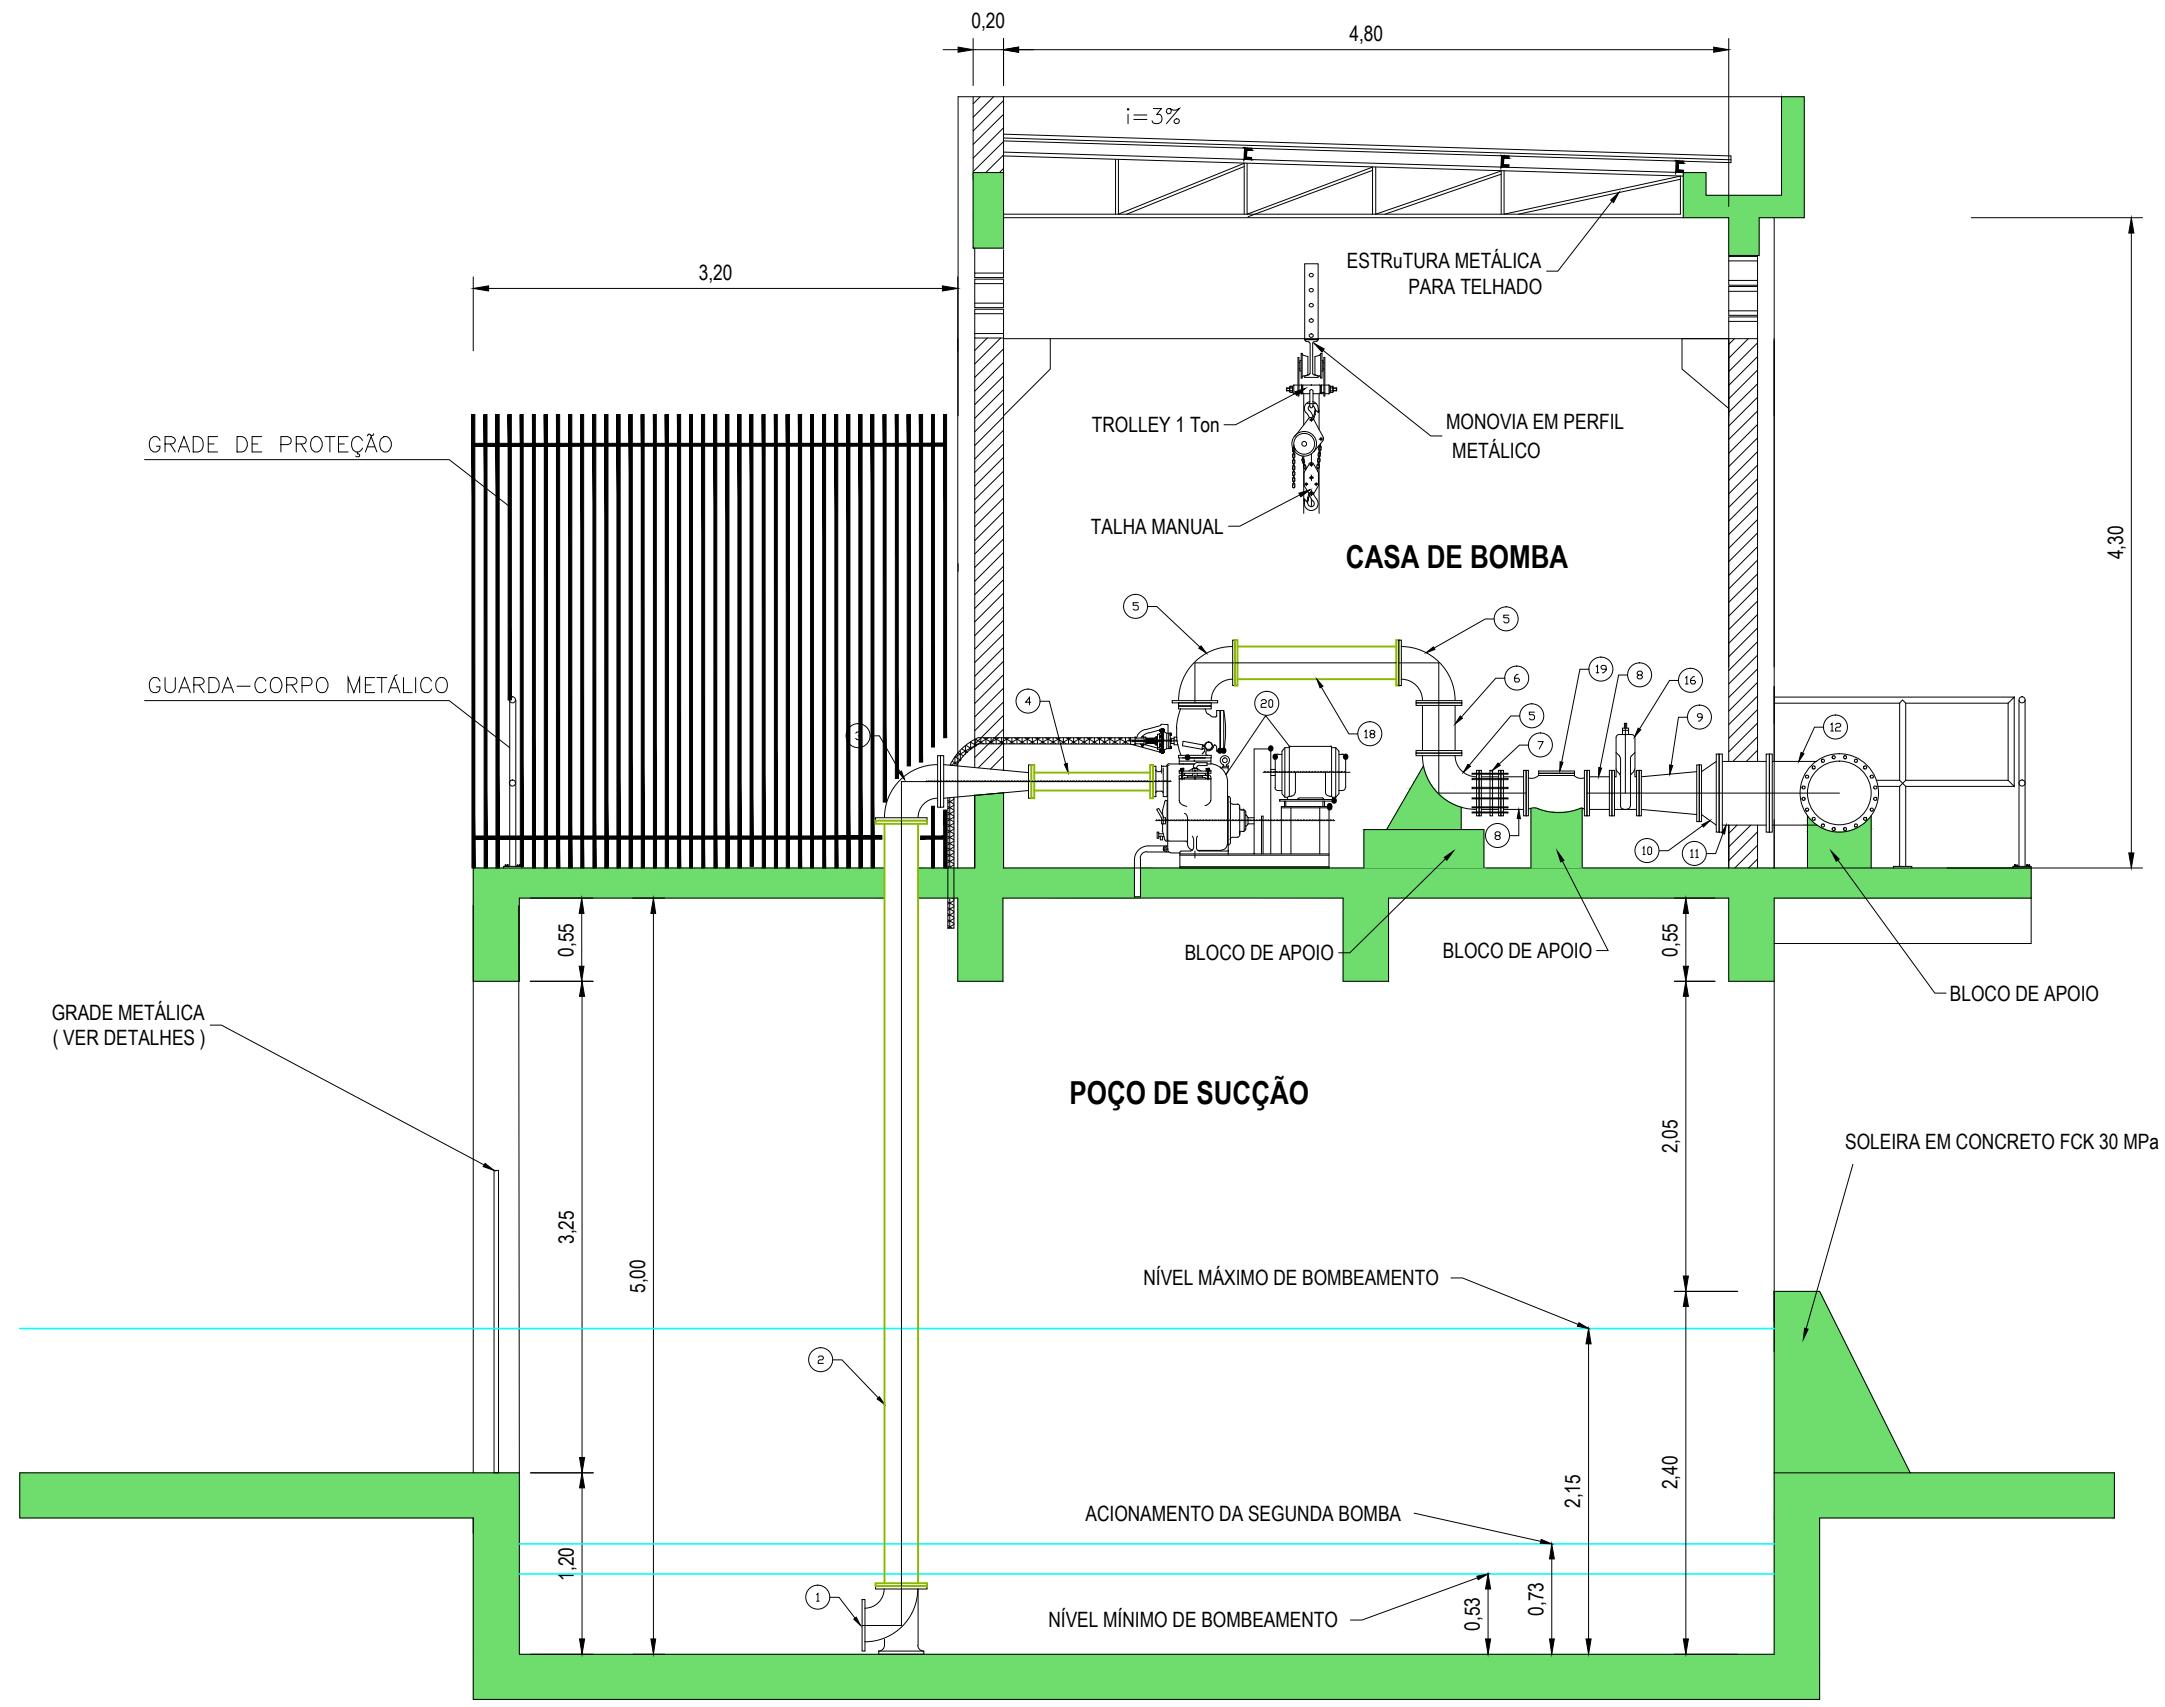 0,20
4,80
i=3%
ESTRuTURA METÁLICA
PARA TELHADO
3,20
TROLLEY 1 Ton
MONOVIA EM PERFIL
METÁLICO
GRADE DE PROTEÇÃO
TALHA MANUAL
CASA DE BOMBA
4,30
5
5
GUARDA-CORPO METÁLICO
19
8
16
6
4
20
5
9
3
18
7
12
8
10
11
0,55
0,55
BLOCO DE APOIO
BLOCO DE APOIO
BLOCO DE APOIO
GRADE METÁLICA
( VER DETALHES )
POÇO DE SUCÇÃO
2,05
SOLEIRA EM CONCRETO FCK 30 MPa
3,25
5,00
NÍVEL MÁXIMO DE BOMBEAMENTO
2
2,40
2,15
ACIONAMENTO DA SEGUNDA BOMBA
1,20
1
NÍVEL MÍNIMO DE BOMBEAMENTO
0,53
0,73